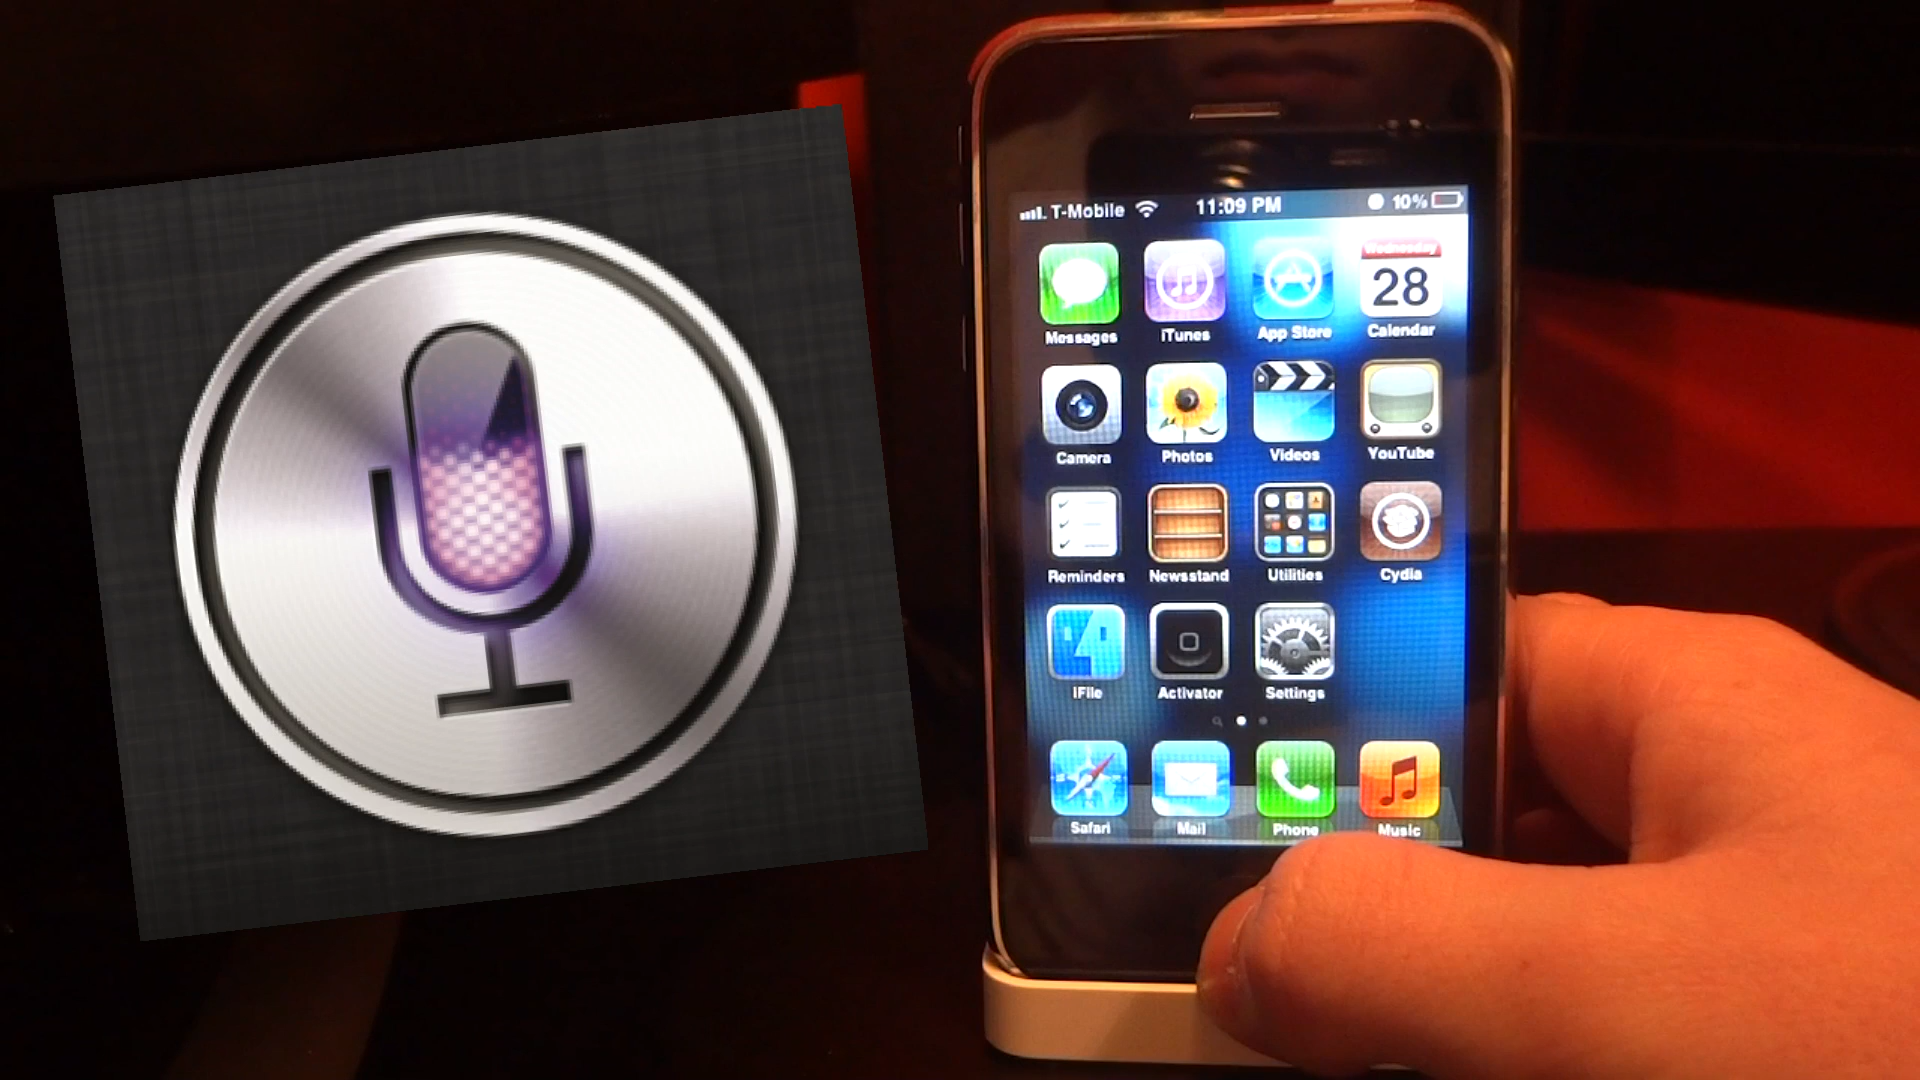 T-Mobile 11:09 PM 10%
Wednesday
28
Messages iTunes App Store Calendar
Camera Photos Videos YouTube
Reminders Newsstand Utilities Cydia
iFile Activator Settings
Safari Mail Phone Music